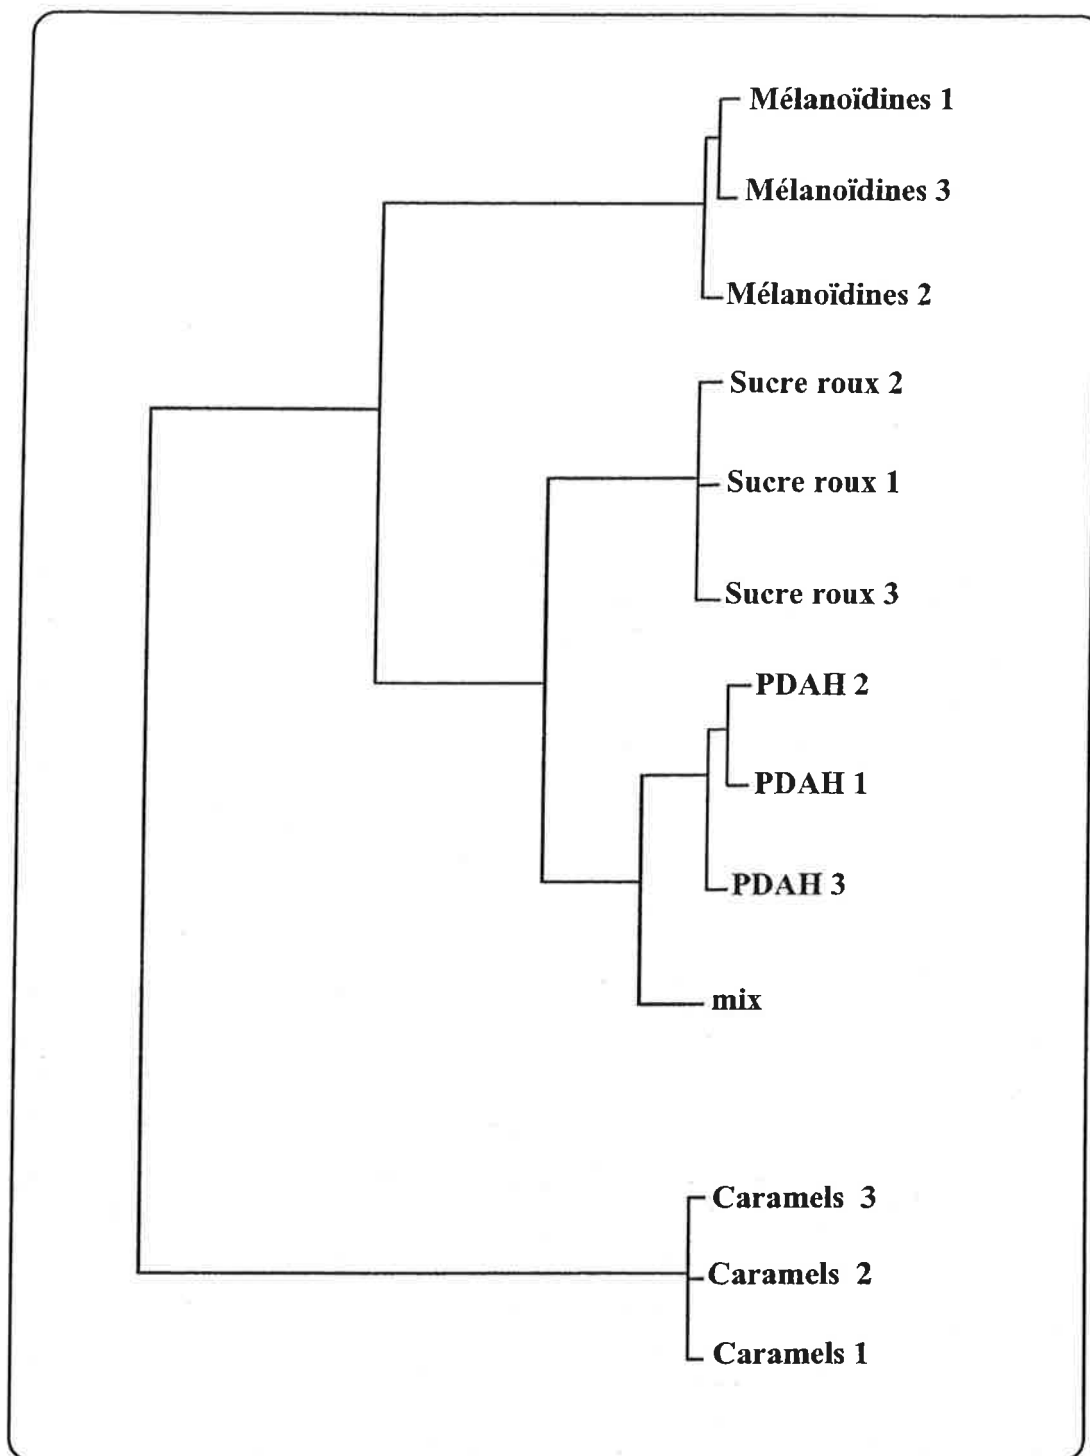 Mélanoïdines 1
Mélanoïdines 3
Mélanoïdines 2
Sucre roux 2
Sucre roux 1
Sucre roux 3
PDAH 2
PDAH 1
PDAH 3
mix
Caramels 3
Caramels 2
Caramels 1